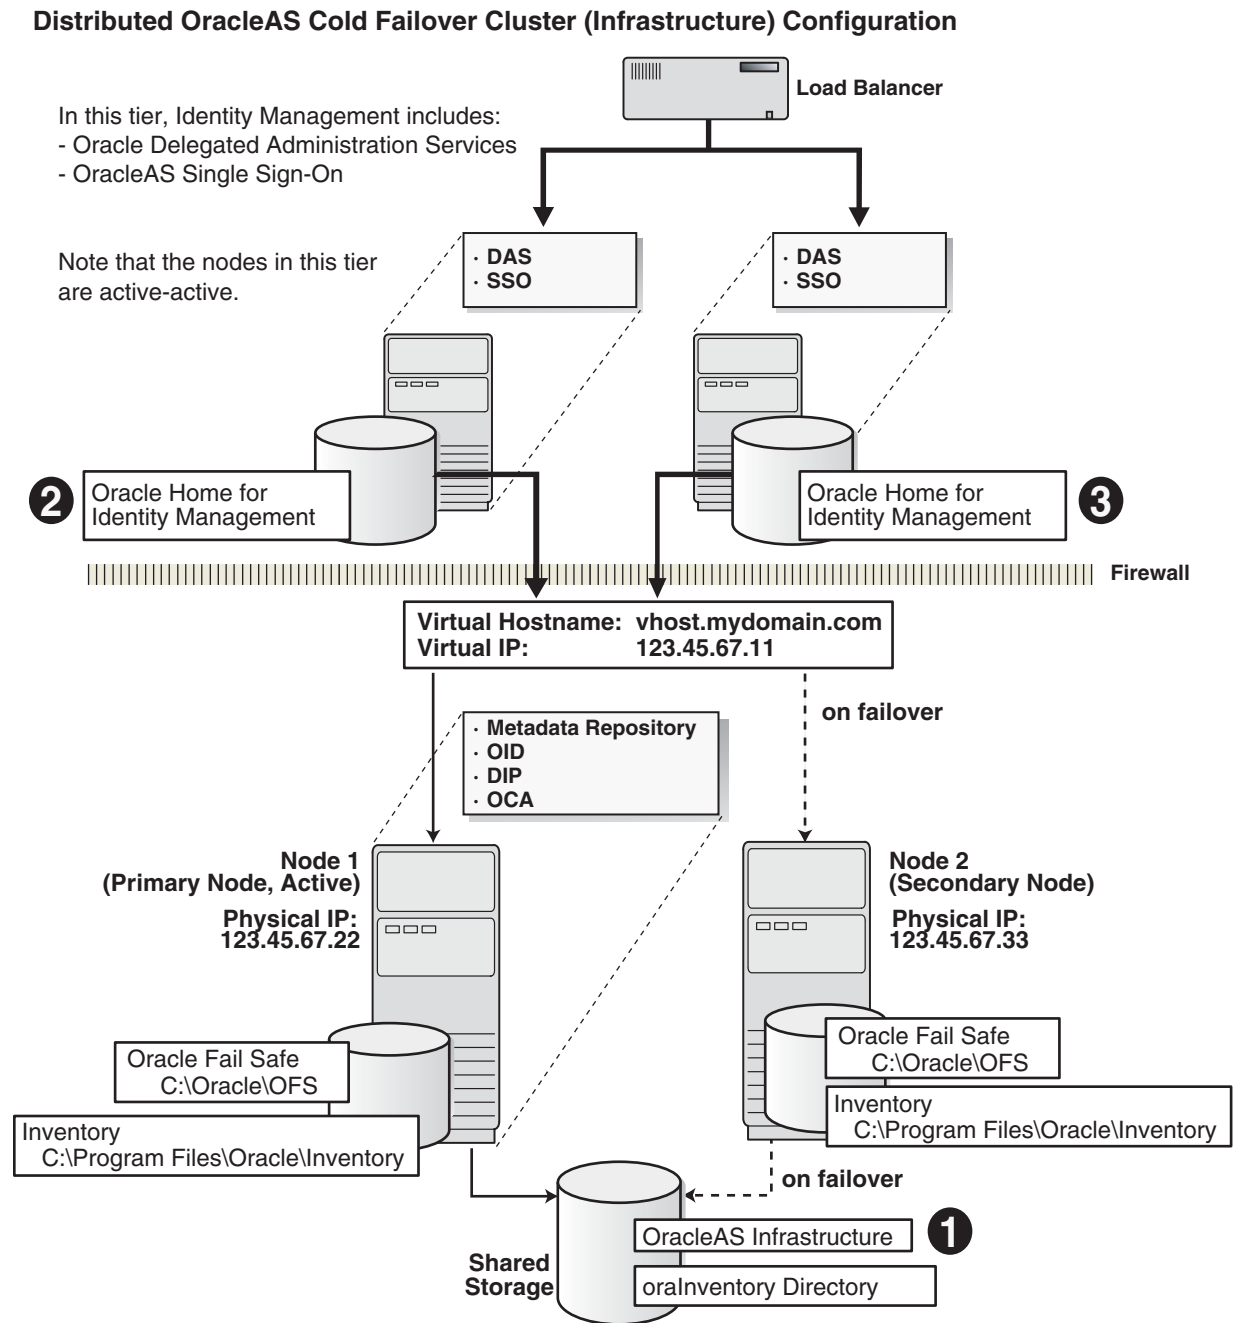 Distributed OracleAS Cold Failover Cluster (Infrastructure) Configuration
Load Balancer
In this tier, Identity Management includes:
- Oracle Delegated Administration Services
- OracleAS Single Sign-On
Note that the nodes in this tier
are active-active.
· DAS
· SSO
· DAS
· SSO
2
Oracle Home for
Identity Management
Oracle Home for
Identity Management
3
Firewall
Virtual Hostname: vhost.mydomain.com
Virtual IP: 123.45.67.11
on failover
· Metadata Repository
· OID
· DIP
· OCA
Node 1
(Primary Node, Active)
Physical IP:
123.45.67.22
Node 2
(Secondary Node)
Physical IP:
123.45.67.33
Oracle Fail Safe
C:\Oracle\OFS
Inventory
C:\Program Files\Oracle\Inventory
Oracle Fail Safe
C:\Oracle\OFS
Inventory
C:\Program Files\Oracle\Inventory
on failover
OracleAS Infrastructure
1
Shared
Storage
oraInventory Directory